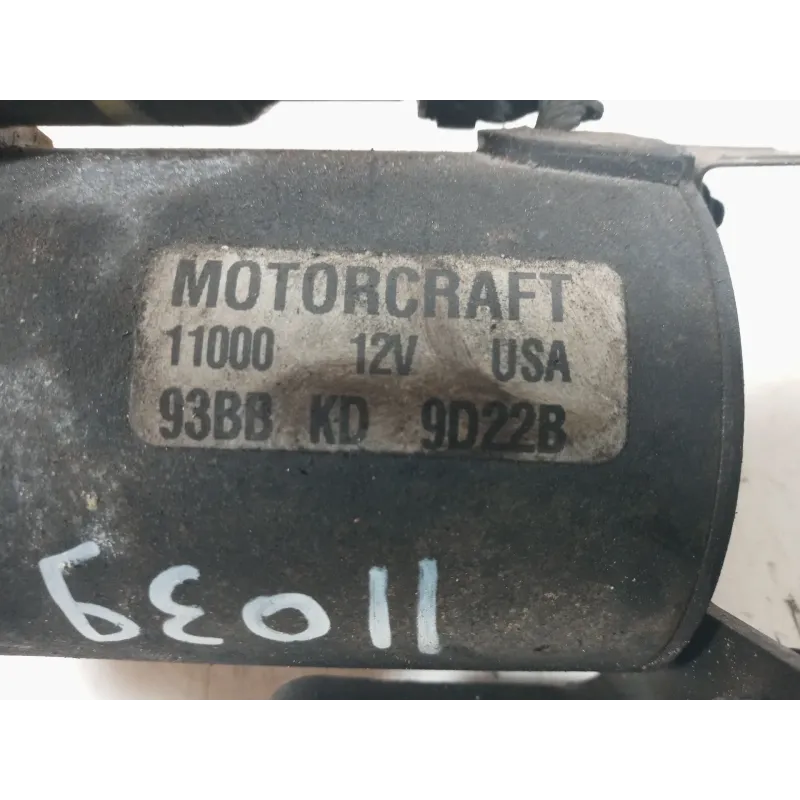 MOTORCRAFT
11000 12V USA
93BB KD 9D22B
11039